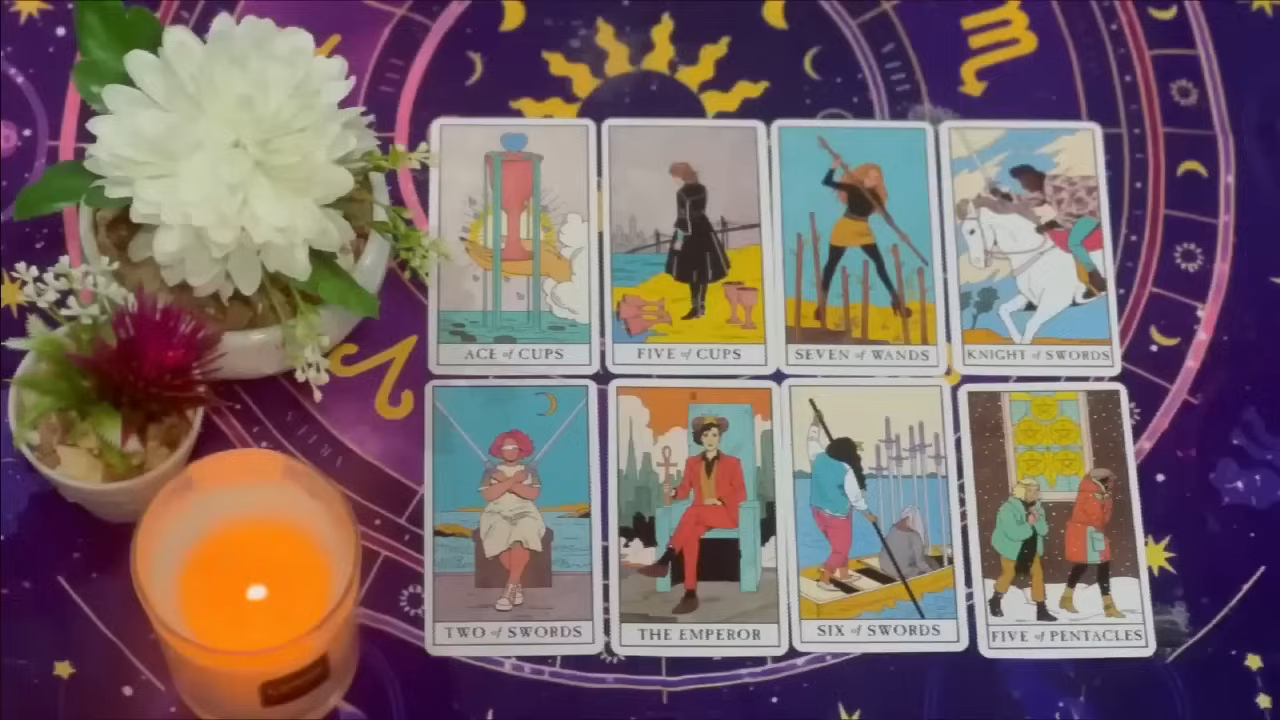 ACE of CUPS
FIVE of CUPS
SEVEN of WANDS
KNIGHT of SWORDS
TWO of SWORDS
THE EMPEROR
SIX of SWORDS
FIVE of PENTACLES